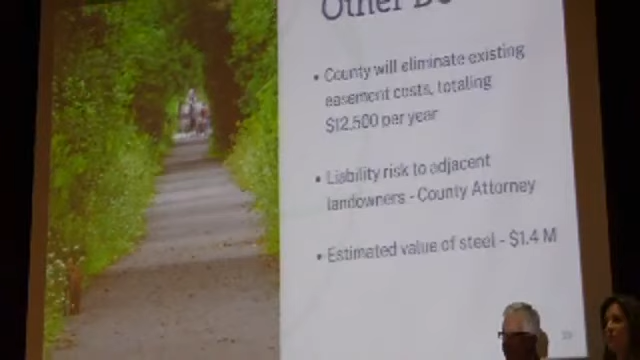 Other
• County will eliminate existing
easement costs, totaling
$12,500 per year
• Liability risk to adjacent
landowners - County Attorney
• Estimated value of steel - $1.4 M